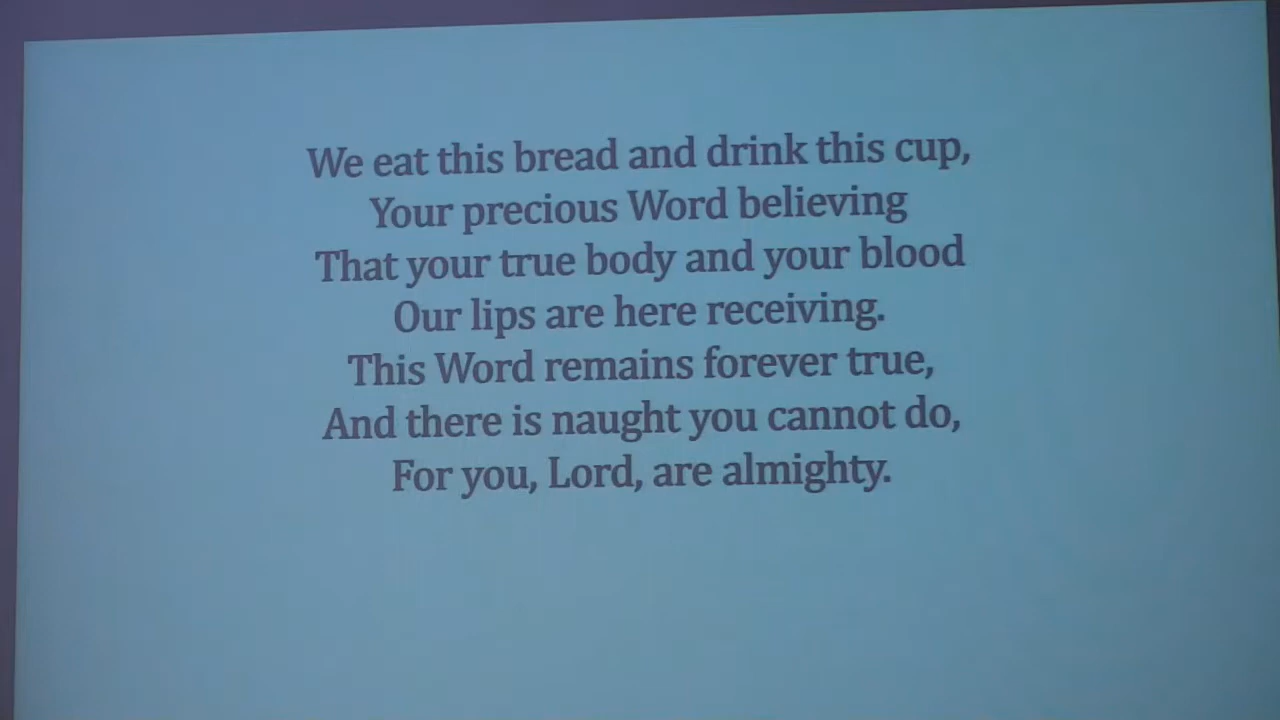 We eat this bread and drink this cup,
Your precious Word believing
That your true body and your blood
Our lips are here receiving.
This Word remains forever true,
And there is naught you cannot do,
For you, Lord, are almighty.